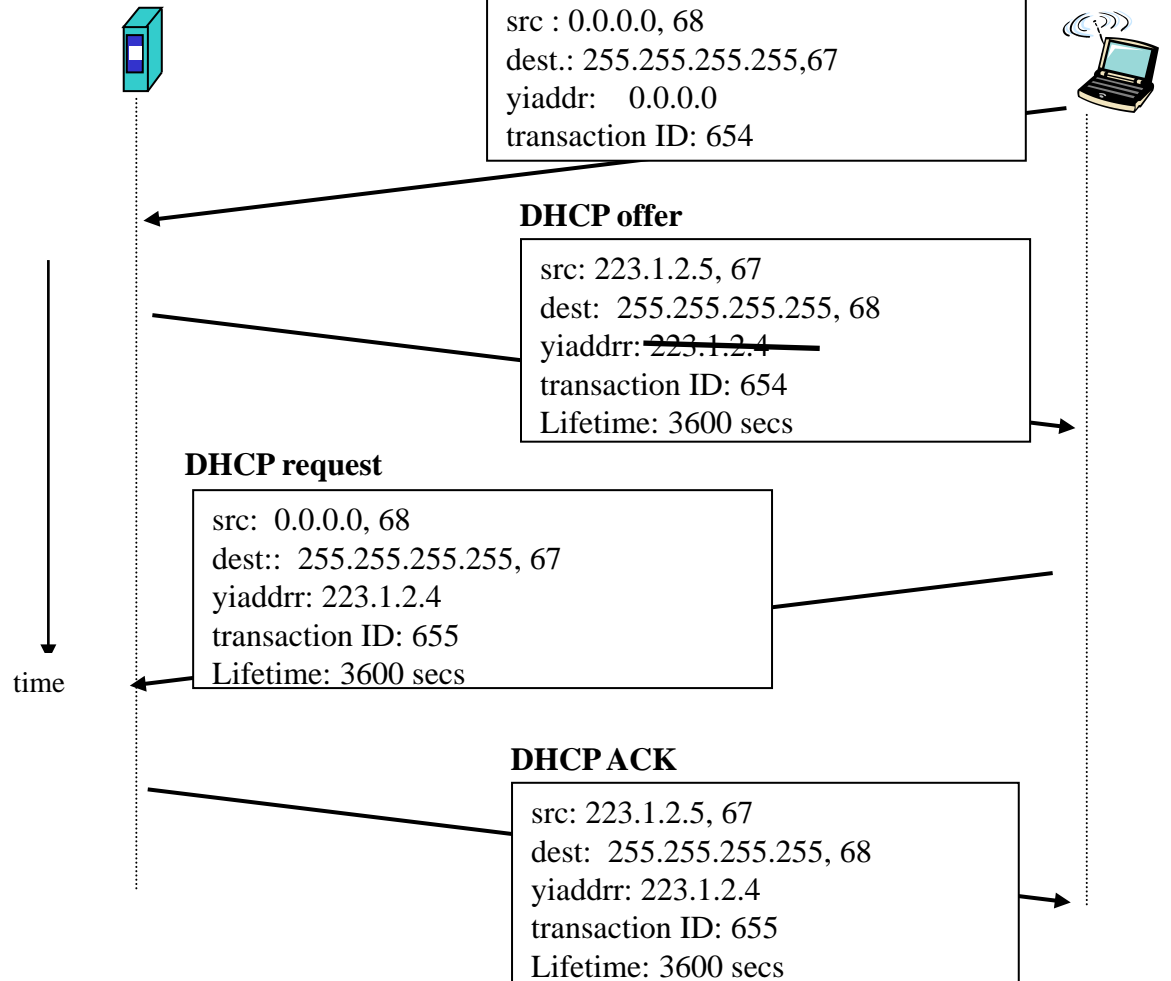 src : 0.0.0.0, 68
dest.: 255.255.255.255,67
yiaddr: 0.0.0.0
transaction ID: 654
DHCP offer
src: 223.1.2.5, 67
dest: 255.255.255.255, 68
yiaddrr: 223.1.2.4
transaction ID: 654
Lifetime: 3600 secs
DHCP request
src: 0.0.0.0, 68
dest:: 255.255.255.255, 67
yiaddrr: 223.1.2.4
transaction ID: 655
Lifetime: 3600 secs
time
DHCP ACK
src: 223.1.2.5, 67
dest: 255.255.255.255, 68
yiaddrr: 223.1.2.4
transaction ID: 655
Lifetime: 3600 secs